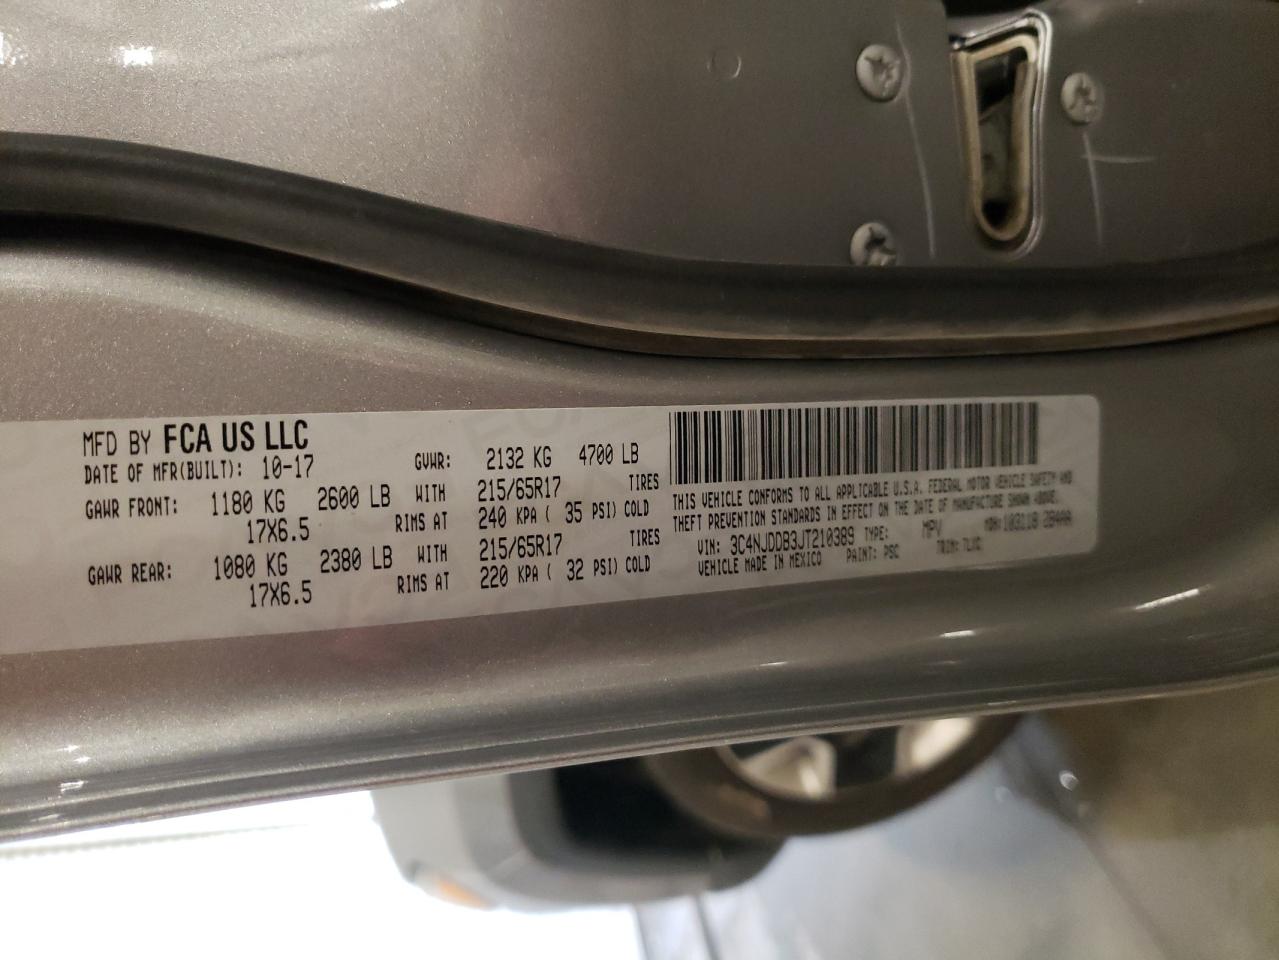 MFD BY FCA US LLC
DATE OF MFR(BUILT): 10-17 GVWR: 2132 KG 4700 LB
GAWR FRONT: 1180 KG 2600 LB WITH 215/65R17 TIRES
17X6.5 RIMS AT 240 KPA ( 35 PSI) COLD
GAWR REAR: 1080 KG 2380 LB WITH 215/65R17 TIRES
17X6.5 RIMS AT 220 KPA ( 32 PSI) COLD
THIS VEHICLE CONFORMS TO ALL APPLICABLE U.S.A. FEDERAL MOTOR VEHICLE SAFETY AND
THEFT PREVENTION STANDARDS IN EFFECT ON THE DATE OF MANUFACTURE SHOWN ABOVE.
VIN: 3C4NJDDB3JT210389 TYPE: MPV MDH:
VEHICLE MADE IN MEXICO PAINT: PSC TRIM: